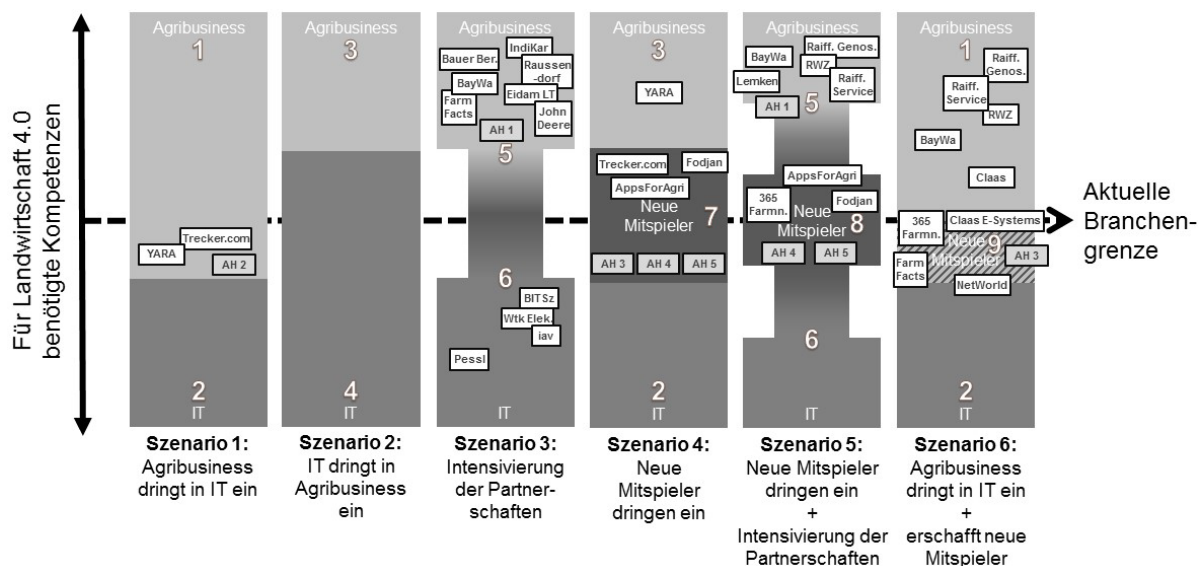 Für Landwirtschaft 4.0
benötigte Kompetenzen
Agribusiness
1
Trecker.com
YARA
AH 2
2
IT
Szenario 1:
Agribusiness
dringt in IT ein
Agribusiness
3
4
IT
Szenario 2:
IT dringt in
Agribusiness
ein
Agribusiness
IndiKar
Bauer Ber.
Raussen
-dorf
BayWa
Eidam LT
Farm
Facts
John
Deere
AH 1
5
6
BITSz
Wtk Elek.
iav
Pessl
IT
Szenario 3:
Intensivierung
der Partner-
schaften
Agribusiness
3
YARA
Trecker.com
Fodjan
AppsForAgri
Neue
Mitspieler
7
AH 3
AH 4
AH 5
2
IT
Szenario 4:
Neue
Mitspieler
dringen ein
Agribusiness
Raiff. Genos.
BayWa
RWZ
Lemken
Raiff.
Service
AH 1
5
AppsForAgri
365
Farmn.
Fodjan
Neue
Mitspieler
8
AH 4
AH 5
6
IT
Szenario 5:
Neue Mitspieler
dringen ein
+
Intensivierung der
Partnerschaften
Agribusiness
1
Raiff.
Genos.
Raiff.
Service
RWZ
BayWa
Claas
365
Farmn.
Claas E-Systems
Neue
Mitspieler
9
AH 3
Farm
Facts
NetWorld
2
IT
Szenario 6:
Agribusiness
dringt in IT ein
+
erschafft neue
Mitspieler
Aktuelle
Branchen-
grenze